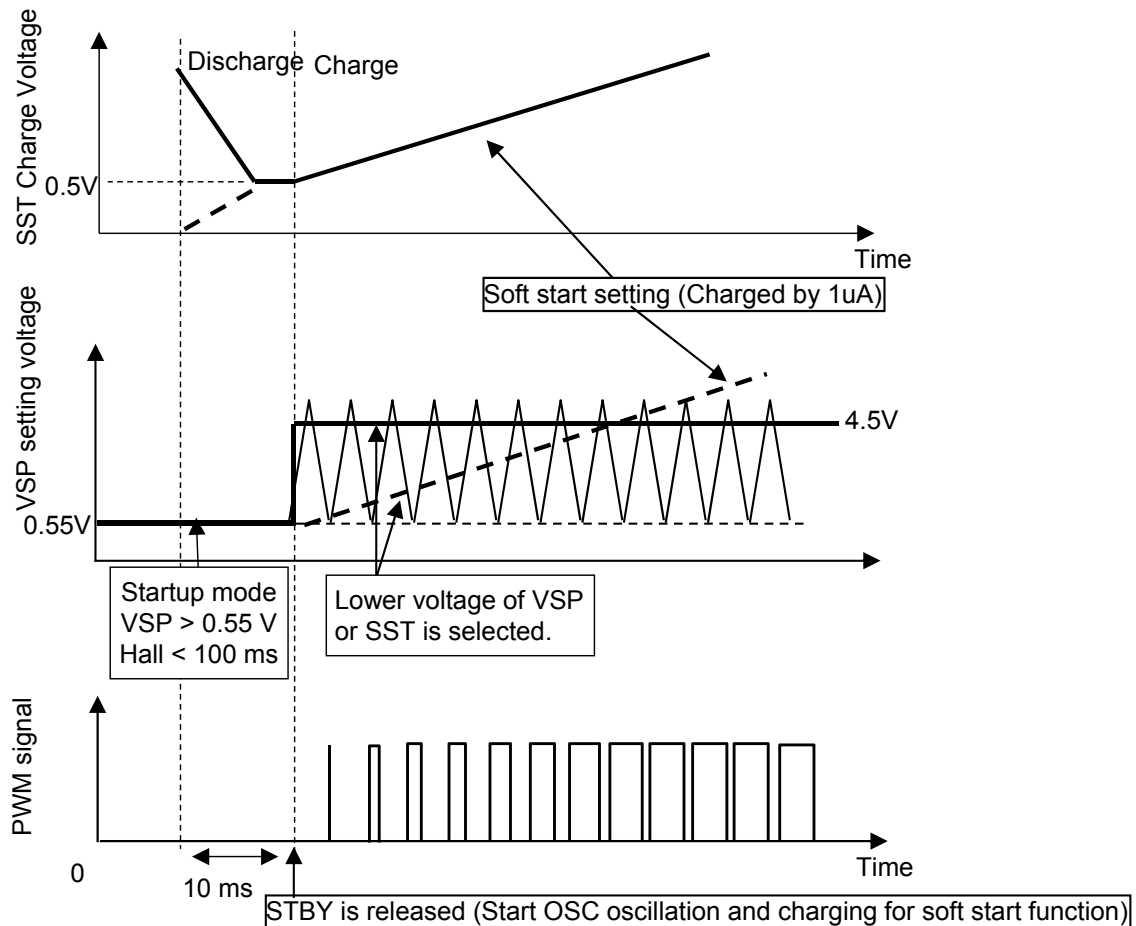 SST Charge Voltage
Discharge
Charge
0.5V
Time
Soft start setting (Charged by 1uA)
VSP setting voltage
4.5V
0.55V
Startup mode
VSP > 0.55 V
Hall < 100 ms
Lower voltage of VSP
or SST is selected.
PWM signal
0
Time
10 ms
STBY is released (Start OSC oscillation and charging for soft start function)